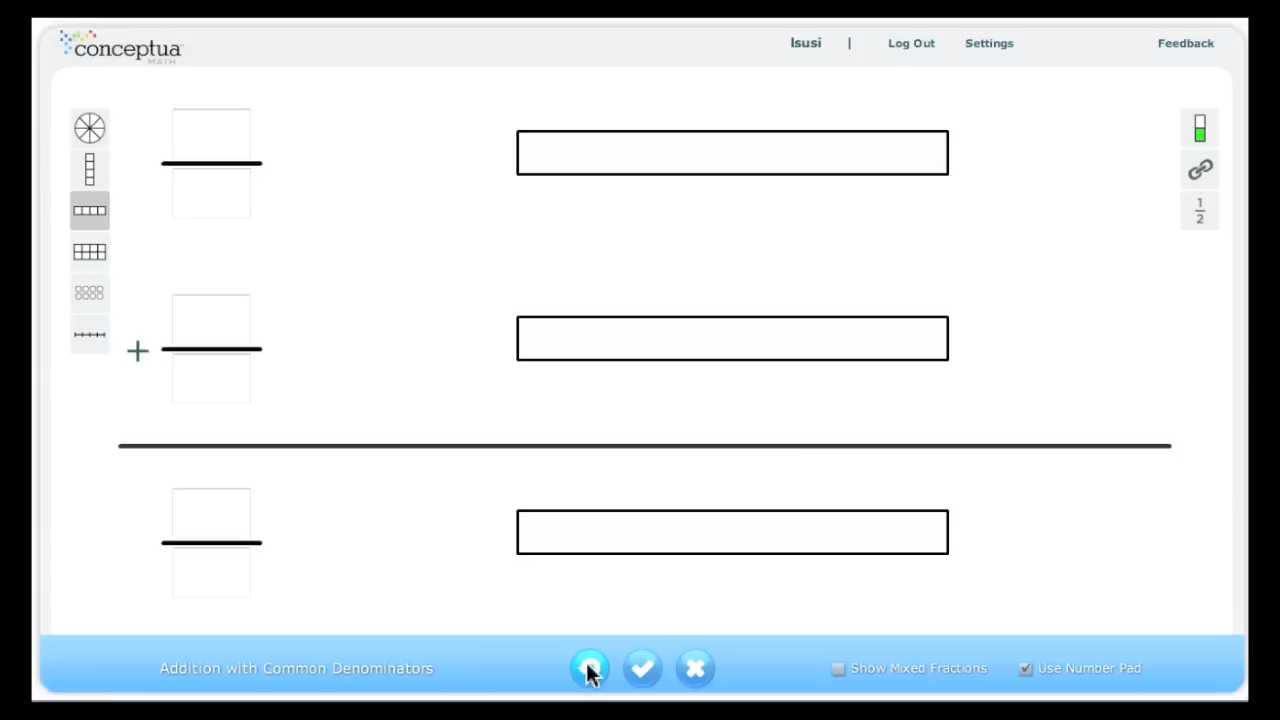 conceptua
MATH
lsusi | Log Out Settings Feedback
1
2
+
Addition with Common Denominators
Show Mixed Fractions
Use Number Pad